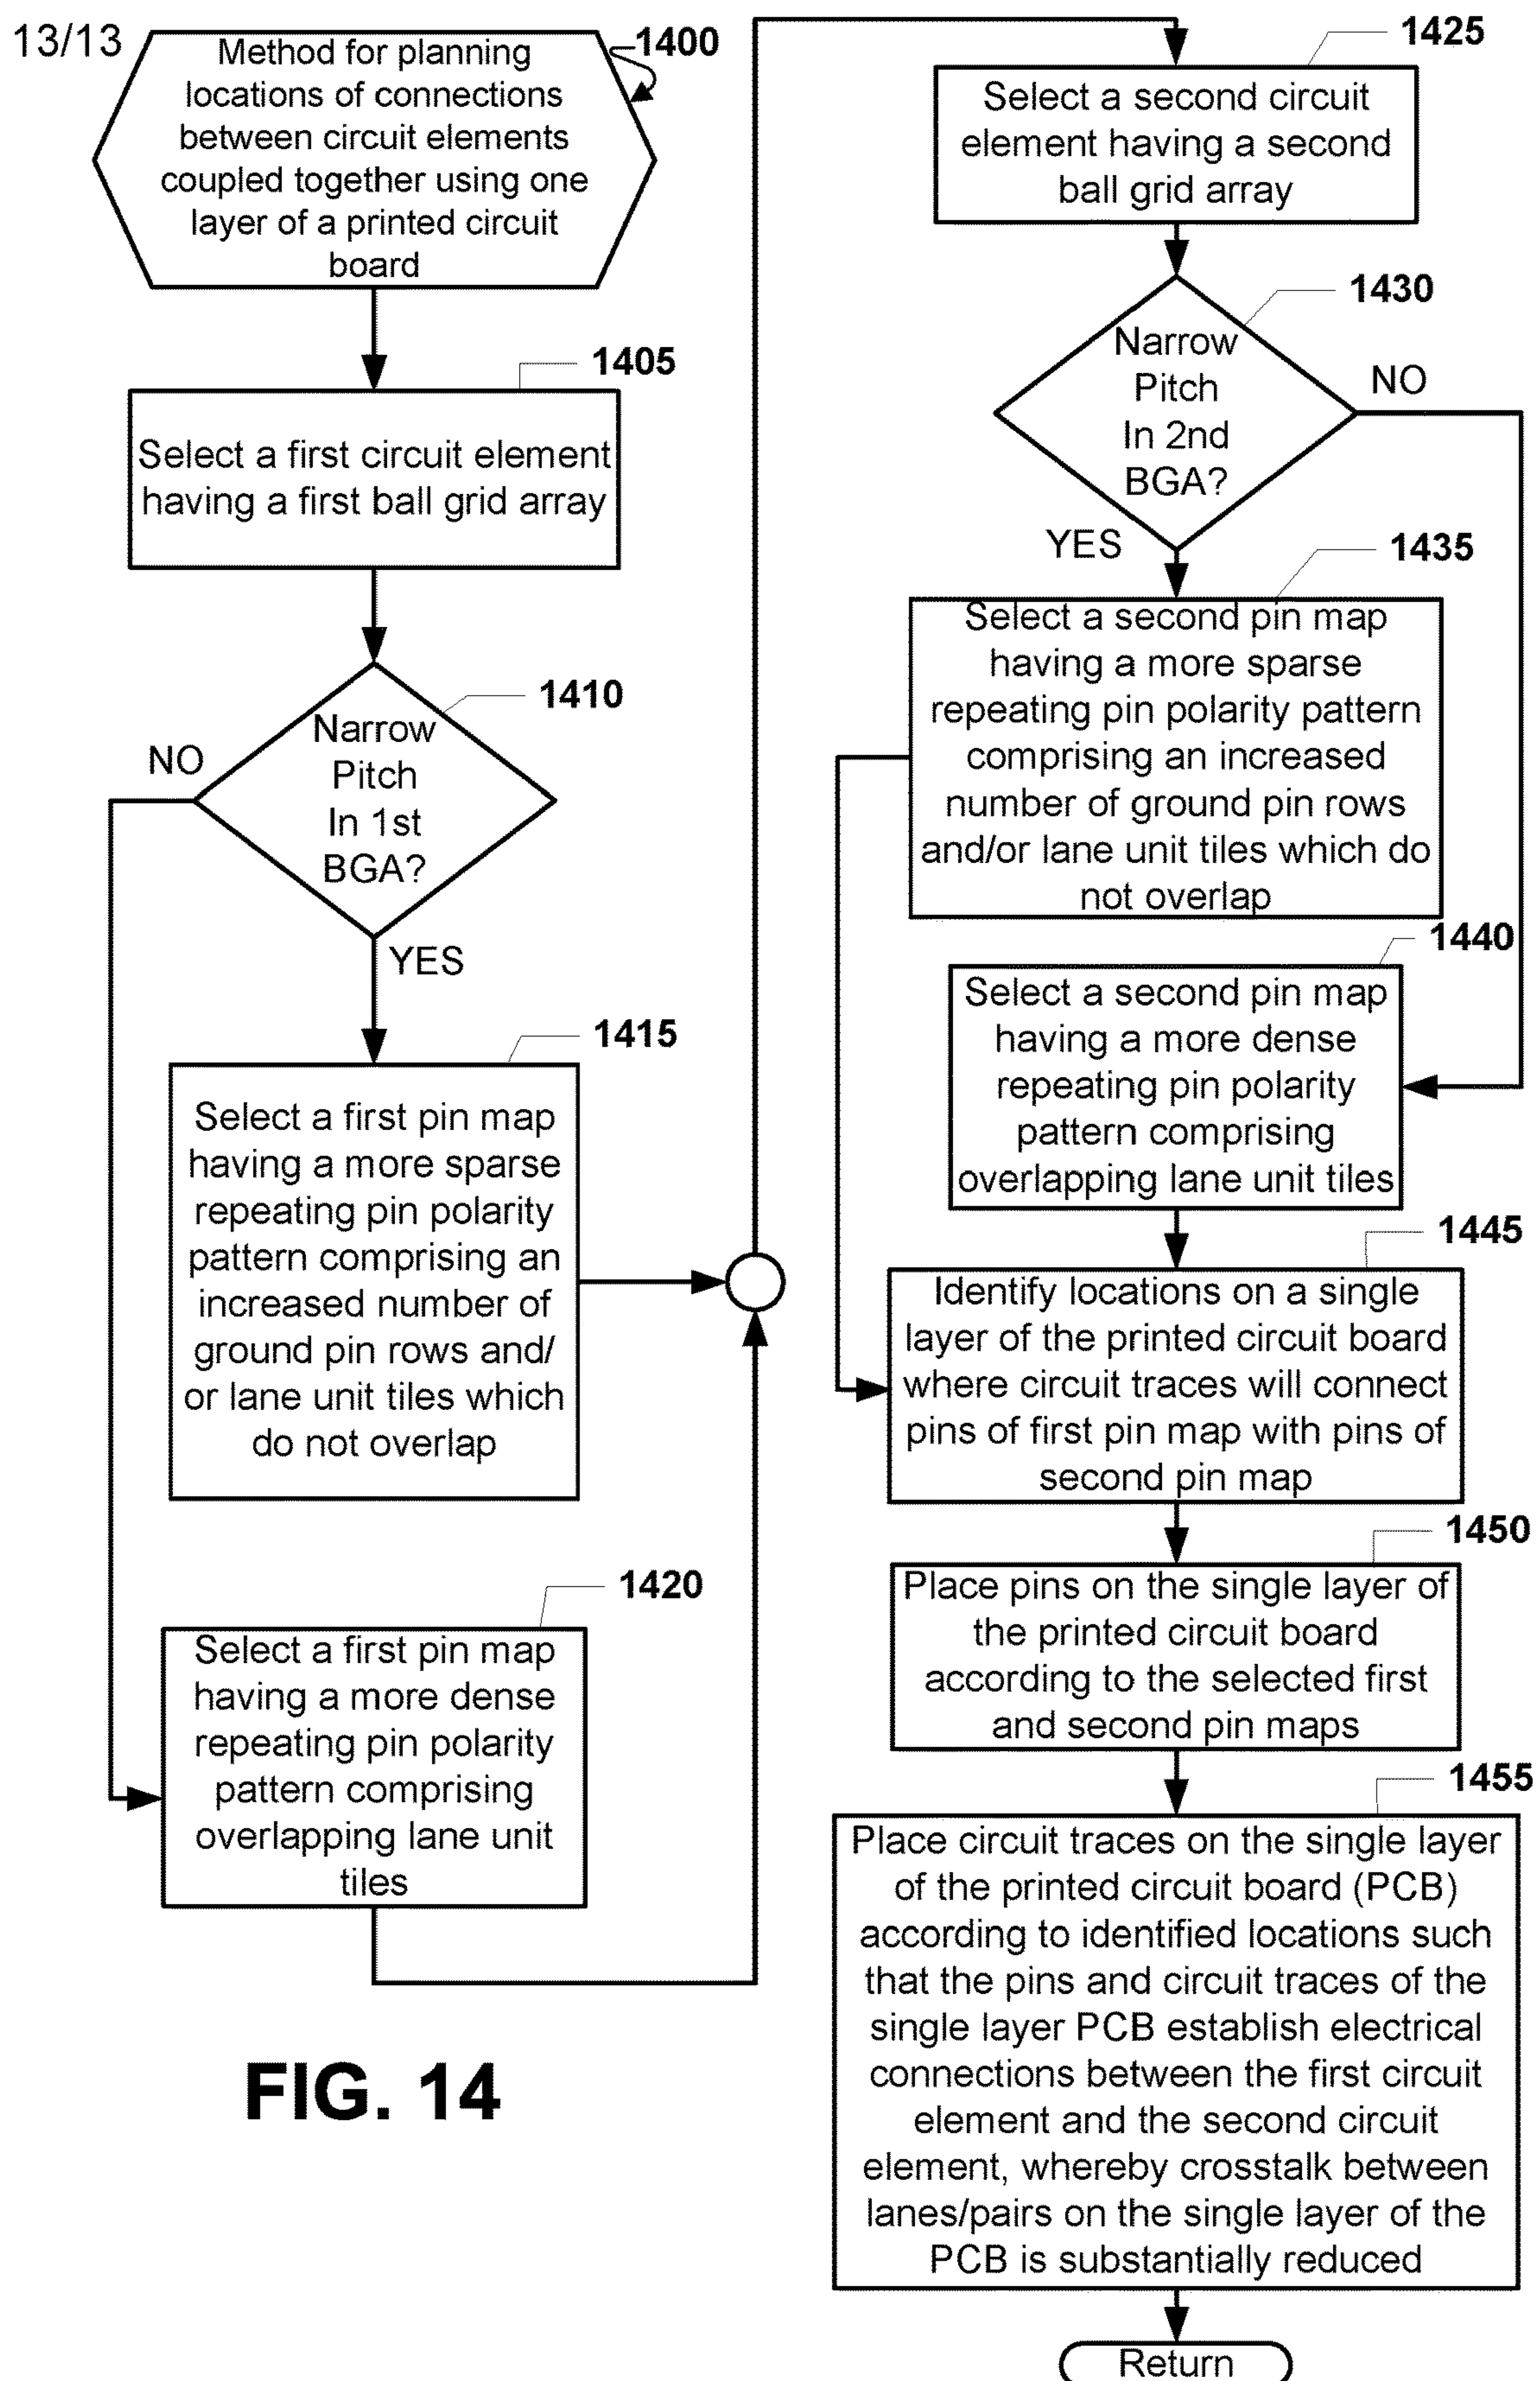 13/13
1400
Method for planning
locations of connections
between circuit elements
coupled together using one
layer of a printed circuit
board
1405
Select a first circuit element
having a first ball grid array
1410
Narrow
Pitch
In 1st
BGA?
NO
YES
1415
Select a first pin map
having a more sparse
repeating pin polarity
pattern comprising an
increased number of
ground pin rows and/
or lane unit tiles which
do not overlap
1420
Select a first pin map
having a more dense
repeating pin polarity
pattern comprising
overlapping lane unit
tiles
FIG. 14
1425
Select a second circuit
element having a second
ball grid array
1430
Narrow
Pitch
In 2nd
BGA?
NO
YES
1435
Select a second pin map
having a more sparse
repeating pin polarity pattern
comprising an increased
number of ground pin rows
and/or lane unit tiles which do
not overlap
1440
Select a second pin map
having a more dense
repeating pin polarity
pattern comprising
overlapping lane unit tiles
1445
Identify locations on a single
layer of the printed circuit board
where circuit traces will connect
pins of first pin map with pins of
second pin map
1450
Place pins on the single layer of
the printed circuit board
according to the selected first
and second pin maps
1455
Place circuit traces on the single layer
of the printed circuit board (PCB)
according to identified locations such
that the pins and circuit traces of the
single layer PCB establish electrical
connections between the first circuit
element and the second circuit
element, whereby crosstalk between
lanes/pairs on the single layer of the
PCB is substantially reduced
Return